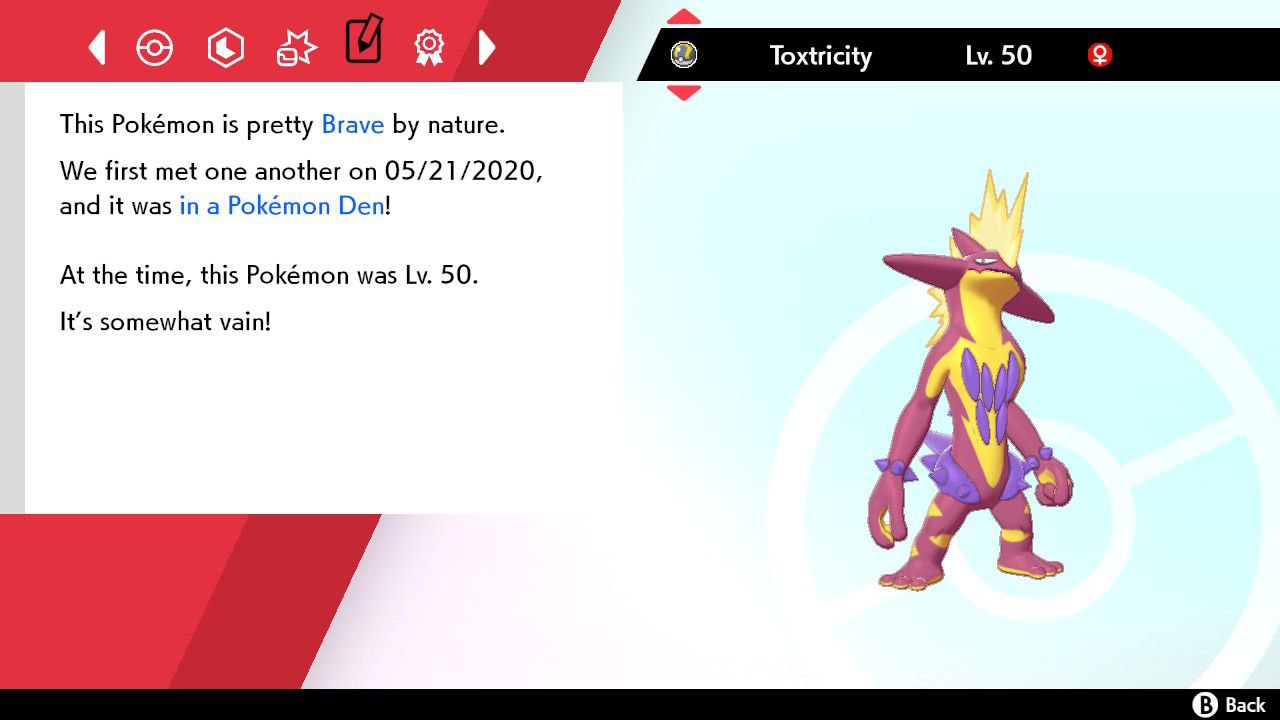 Toxtricity Lv. 50 ♀
This Pokémon is pretty Brave by nature.
We first met one another on 05/21/2020,
and it was in a Pokémon Den!
At the time, this Pokémon was Lv. 50.
It's somewhat vain!
B Back